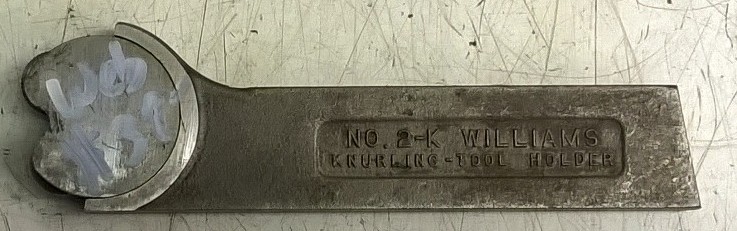 NO. 2-K WILLIAMS
KNURLING-TOOL HOLDER